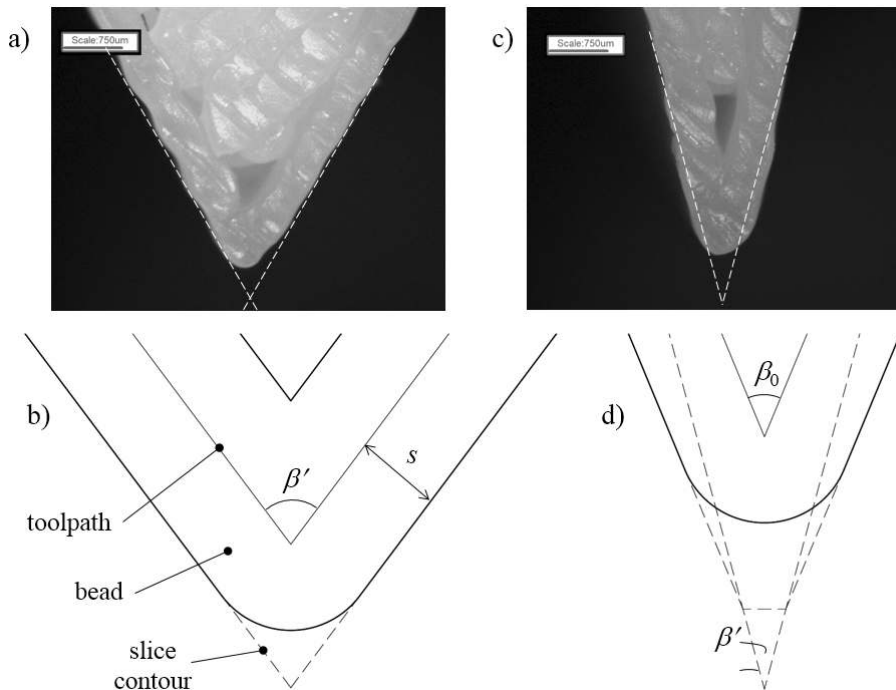 a)
Scale:750um
c)
Scale:750um
b)
β′
s
toolpath
bead
slice
contour
d)
β₀
β′